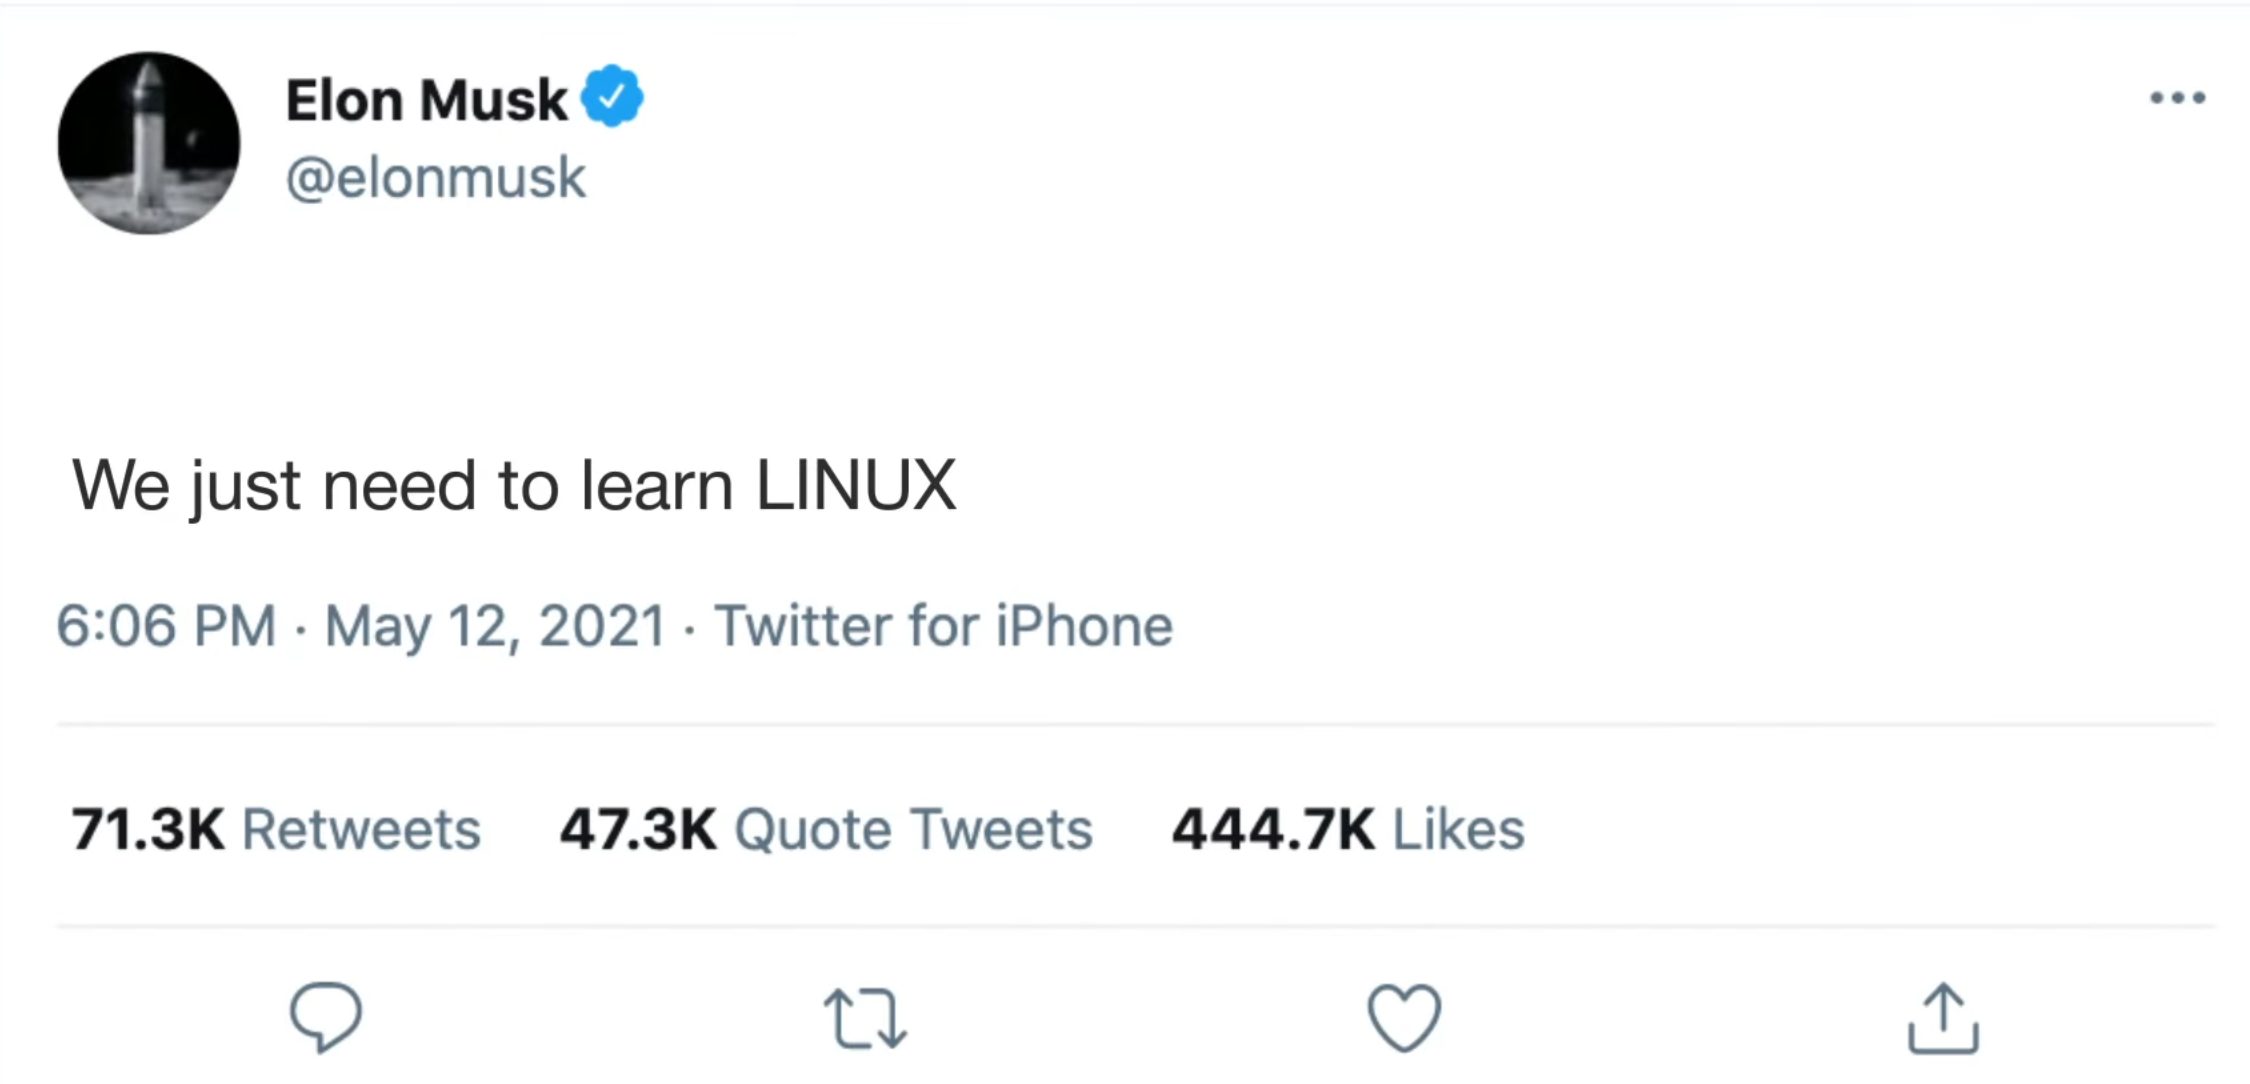 Elon Musk
@elonmusk
We just need to learn LINUX
6:06 PM · May 12, 2021 · Twitter for iPhone
71.3K Retweets 47.3K Quote Tweets 444.7K Likes